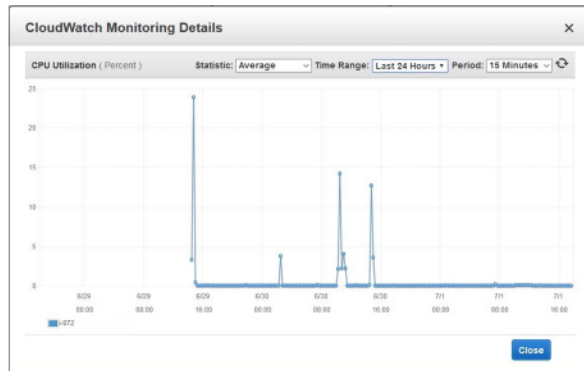 CloudWatch Monitoring Details ×
CPU Utilization ( Percent ) Statistic: Average Time Range: Last 24 Hours Period: 15 Minutes
25
20
15
10
5
0
6/29 6/29 6/29 6/30 6/30 6/30 7/1 7/1 7/1
00:00 08:00 16:00 00:00 08:00 16:00 00:00 08:00 16:00
i-072
Close